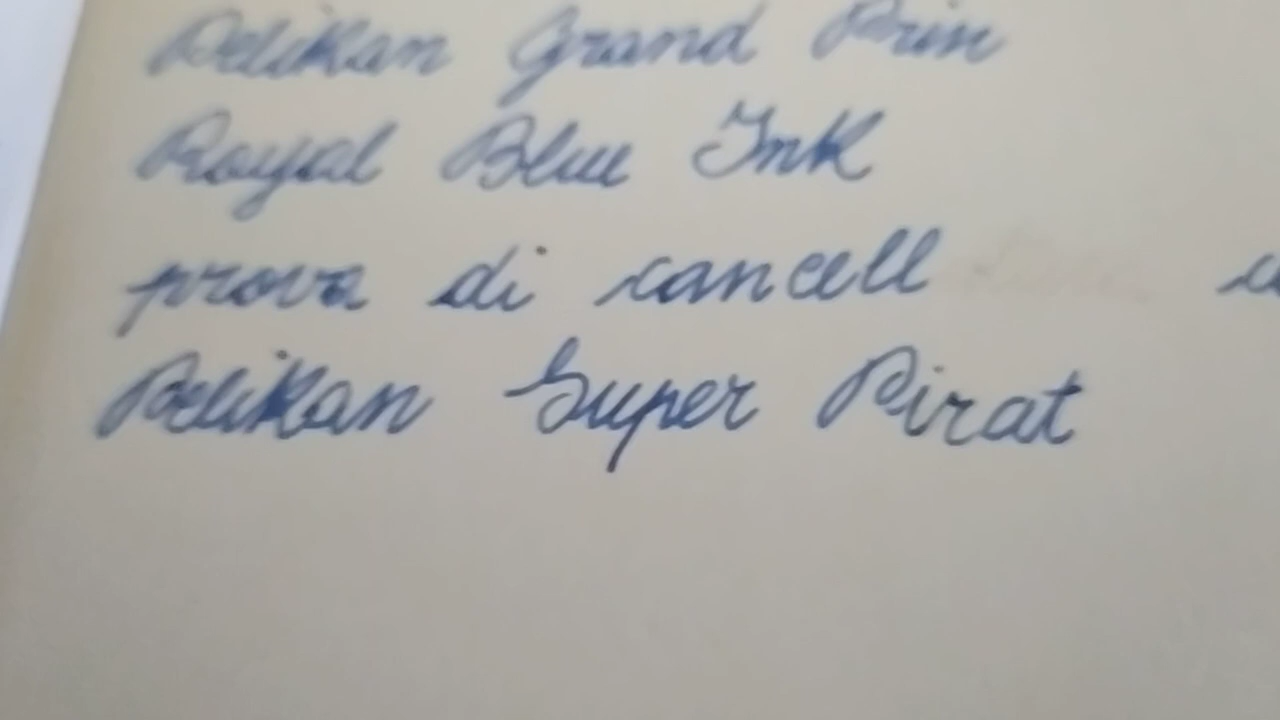 Pelikan Grand Prix
Royal Blue Ink
prova di cancell
Pelikan Super Pirat